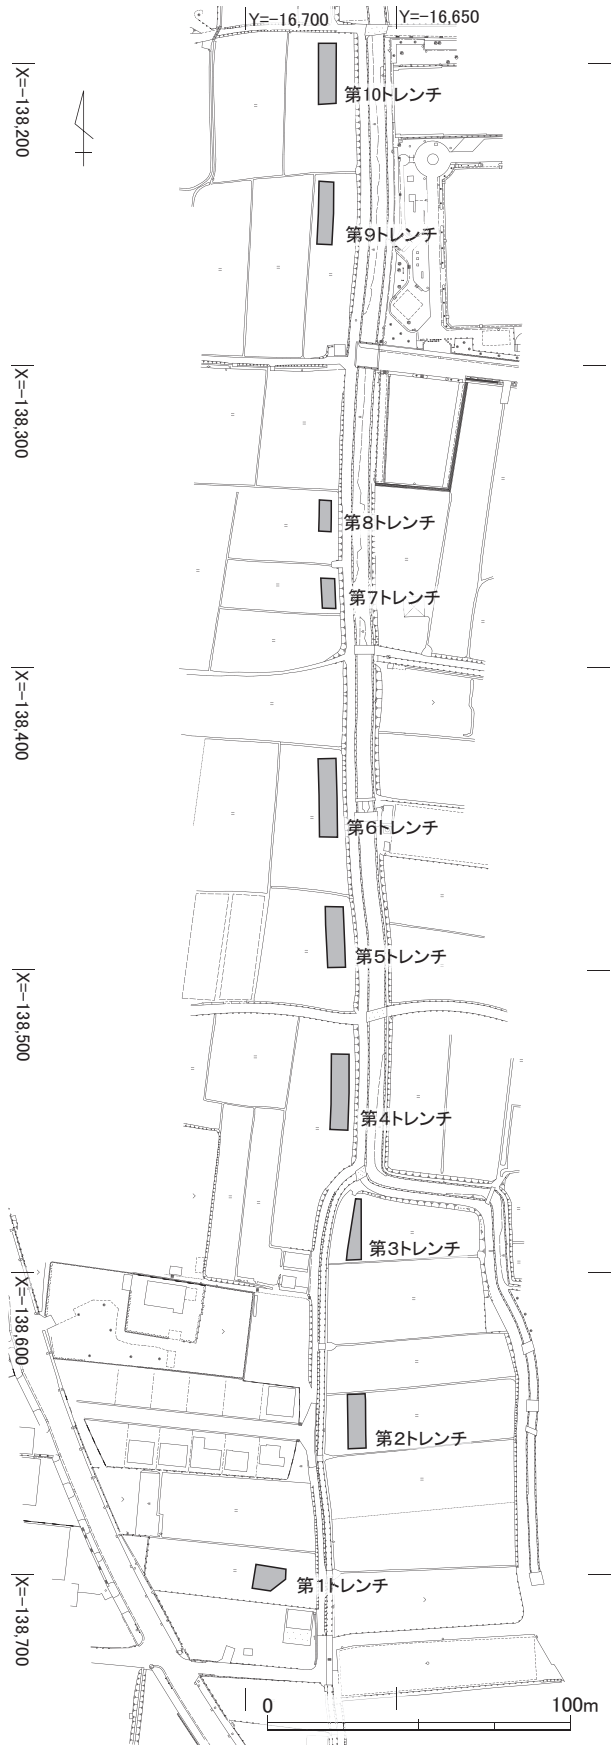 Y=-16,700
Y=-16,650
X=-138,200
第10トレンチ
第9トレンチ
X=-138,300
第8トレンチ
第7トレンチ
X=-138,400
第6トレンチ
第5トレンチ
X=-138,500
第4トレンチ
第3トレンチ
X=-138,600
第2トレンチ
第1トレンチ
X=-138,700
0
100m